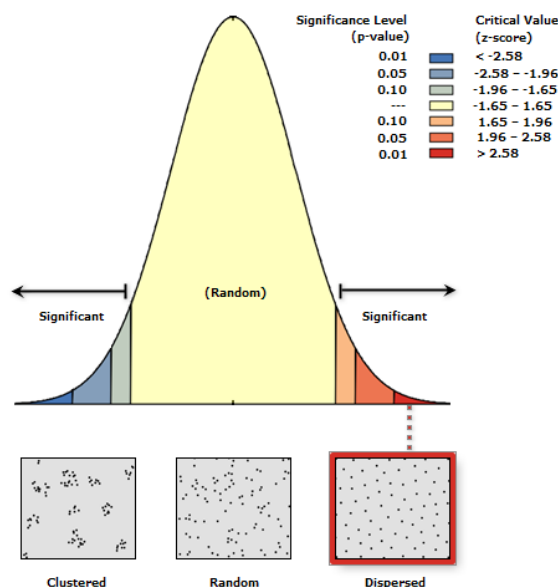 Significance Level Critical Value
(p-value) (z-score)
0.01 < -2.58
0.05 -2.58 – -1.96
0.10 -1.96 – -1.65
--- -1.65 – 1.65
0.10 1.65 – 1.96
0.05 1.96 – 2.58
0.01 > 2.58
(Random)
Significant Significant
Clustered Random Dispersed